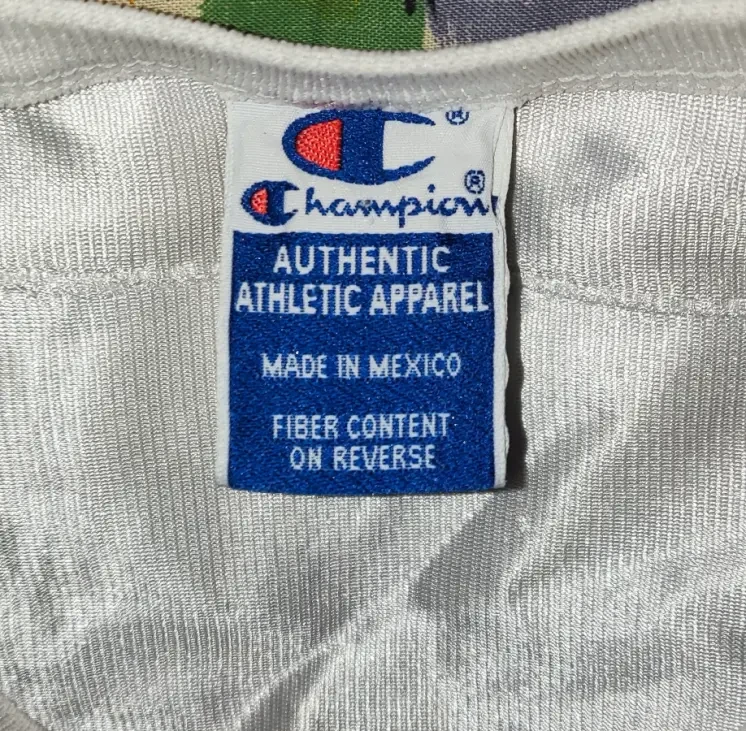 ®
Champion®
AUTHENTIC
ATHLETIC APPAREL
MADE IN MEXICO
FIBER CONTENT
ON REVERSE